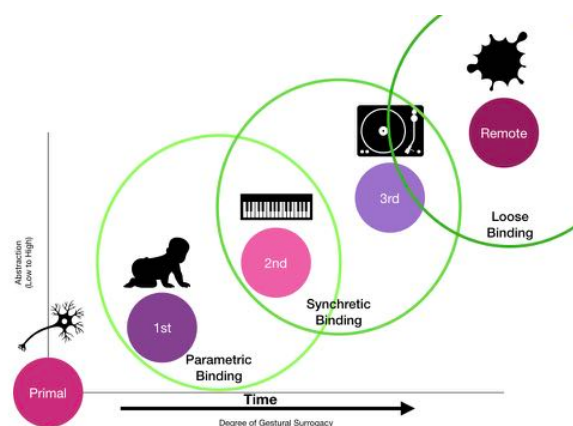 Remote
3rd
Loose
Binding
2nd
Synchretic
Binding
Abstraction
(Low to High)
1st
Parametric
Binding
Primal
Time
Degree of Gestural Surrogacy